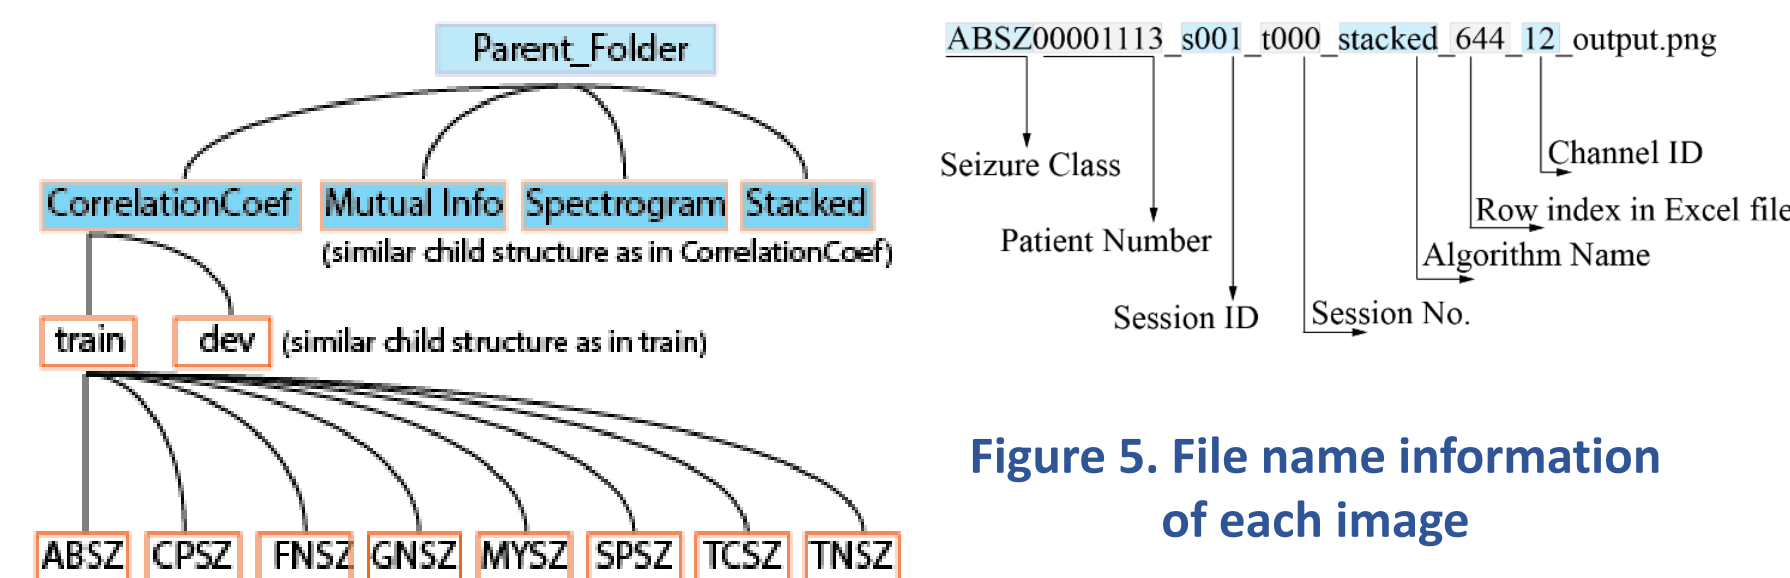 Parent_Folder
CorrelationCoef Mutual Info Spectrogram Stacked
(similar child structure as in CorrelationCoef)
train dev (similar child structure as in train)
ABSZ CPSZ FNSZ GNSZ MYSZ SPSZ TCSZ TNSZ
ABSZ00001113_s001_t000_stacked_644_12_output.png
Channel ID
Seizure Class
Row index in Excel file
Patient Number
Algorithm Name
Session ID
Session No.
Figure 5. File name information
of each image